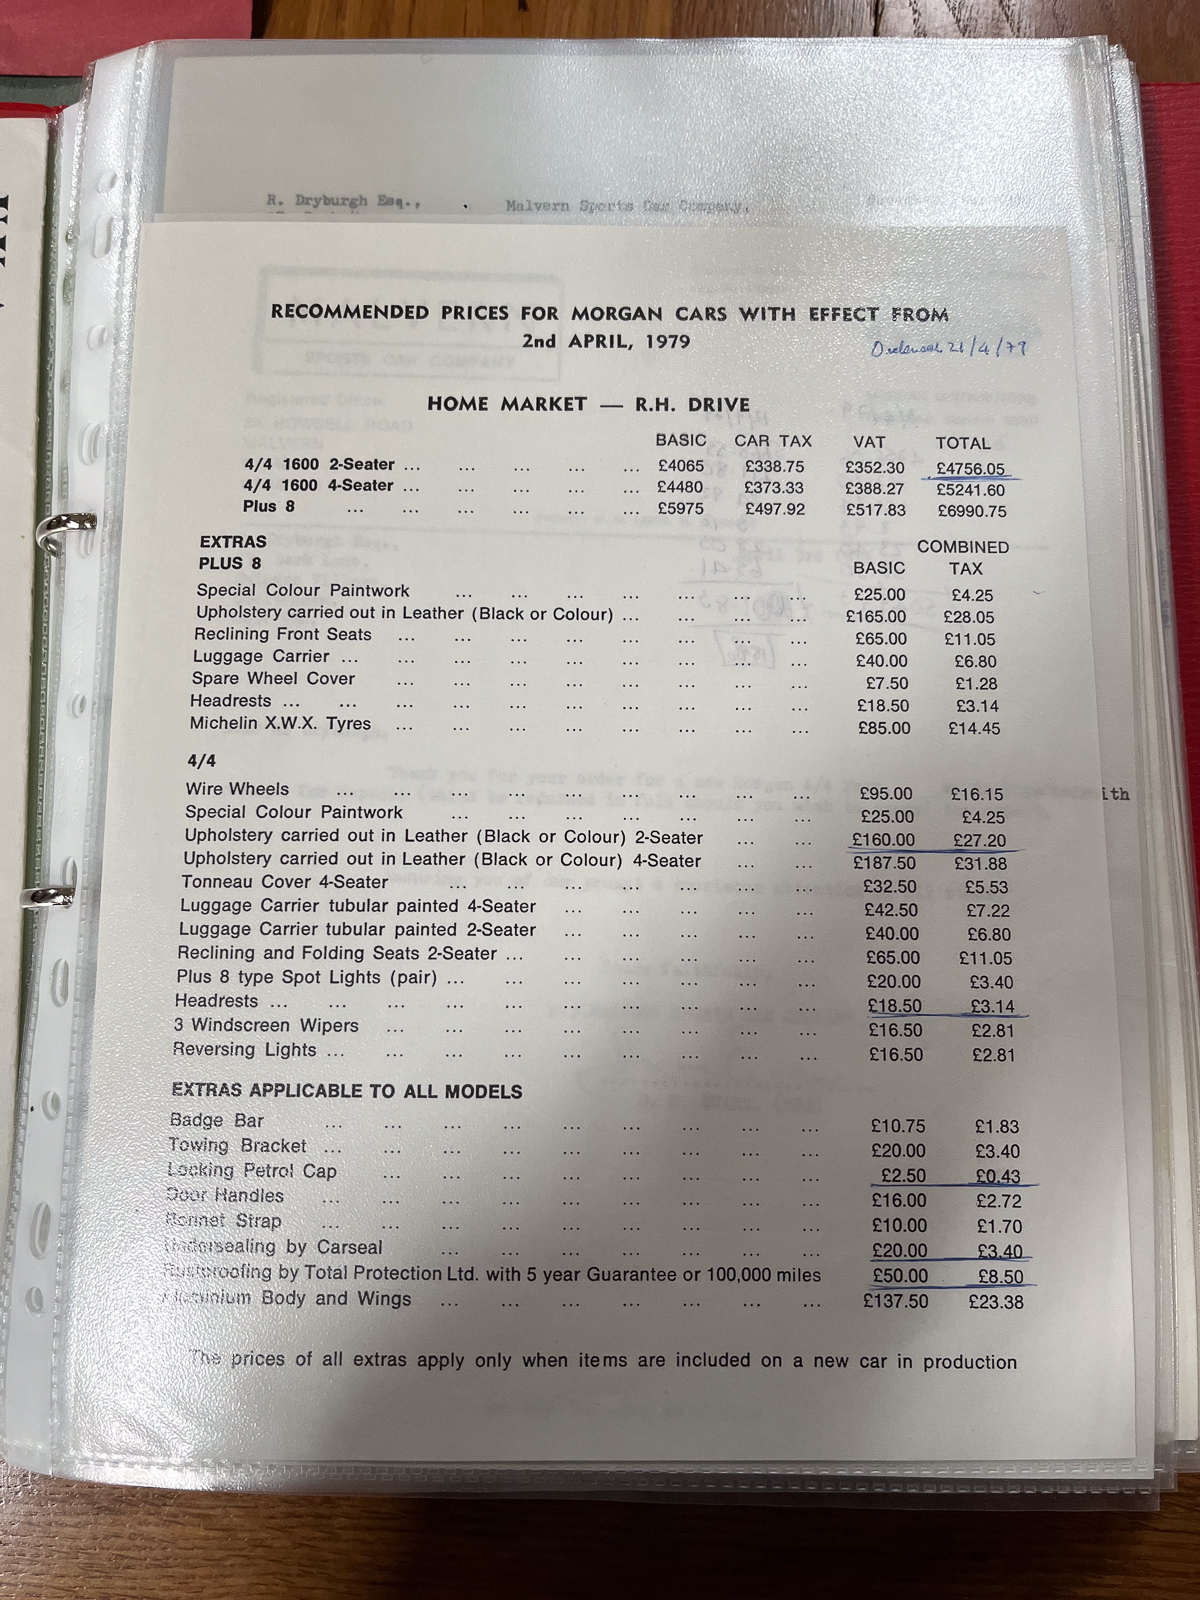 R. Dryburgh Esq., Malvern Sports Car Company,
RECOMMENDED PRICES FOR MORGAN CARS WITH EFFECT FROM
2nd APRIL, 1979
21/4/79
HOME MARKET — R.H. DRIVE
BASIC CAR TAX VAT TOTAL
4/4 1600 2-Seater ... ... ... ... ... £4065 £338.75 £352.30 £4756.05
4/4 1600 4-Seater ... ... ... ... ... £4480 £373.33 £388.27 £5241.60
Plus 8 ... ... ... ... ... £5975 £497.92 £517.83 £6990.75
EXTRAS COMBINED
PLUS 8 BASIC TAX
Special Colour Paintwork ... ... ... ... ... ... ... £25.00 £4.25
Upholstery carried out in Leather (Black or Colour) ... ... ... ... £165.00 £28.05
Reclining Front Seats ... ... ... ... ... ... ... ... £65.00 £11.05
Luggage Carrier ... ... ... ... ... ... ... ... ... £40.00 £6.80
Spare Wheel Cover ... ... ... ... ... ... ... ... £7.50 £1.28
Headrests ... ... ... ... ... ... ... ... ... ... £18.50 £3.14
Michelin X.W.X. Tyres ... ... ... ... ... ... ... ... £85.00 £14.45
4/4
Wire Wheels ... ... ... ... ... ... ... ... ... £95.00 £16.15
ith
Special Colour Paintwork ... ... ... ... ... ... ... £25.00 £4.25
Upholstery carried out in Leather (Black or Colour) 2-Seater ... ... £160.00 £27.20
Upholstery carried out in Leather (Black or Colour) 4-Seater ... ... £187.50 £31.88
Tonneau Cover 4-Seater ... ... ... ... ... ... ... £32.50 £5.53
Luggage Carrier tubular painted 4-Seater ... ... ... ... ... £42.50 £7.22
Luggage Carrier tubular painted 2-Seater ... ... ... ... ... £40.00 £6.80
Reclining and Folding Seats 2-Seater ... ... ... ... ... ... £65.00 £11.05
Plus 8 type Spot Lights (pair) ... ... ... ... ... ... ... £20.00 £3.40
Headrests ... ... ... ... ... ... ... ... ... ... £18.50 £3.14
3 Windscreen Wipers ... ... ... ... ... ... ... ... £16.50 £2.81
Reversing Lights ... ... ... ... ... ... ... ... ... £16.50 £2.81
EXTRAS APPLICABLE TO ALL MODELS
Badge Bar ... ... ... ... ... ... ... ... ... £10.75 £1.83
Towing Bracket ... ... ... ... ... ... ... ... ... £20.00 £3.40
Locking Petrol Cap ... ... ... ... ... ... ... ... £2.50 £0.43
Door Handles ... ... ... ... ... ... ... ... ... £16.00 £2.72
Bonnet Strap ... ... ... ... ... ... ... ... ... £10.00 £1.70
Undersealing by Carseal ... ... ... ... ... ... ... £20.00 £3.40
Rustproofing by Total Protection Ltd. with 5 year Guarantee or 100,000 miles £50.00 £8.50
Aluminium Body and Wings ... ... ... ... ... ... ... £137.50 £23.38
The prices of all extras apply only when items are included on a new car in production